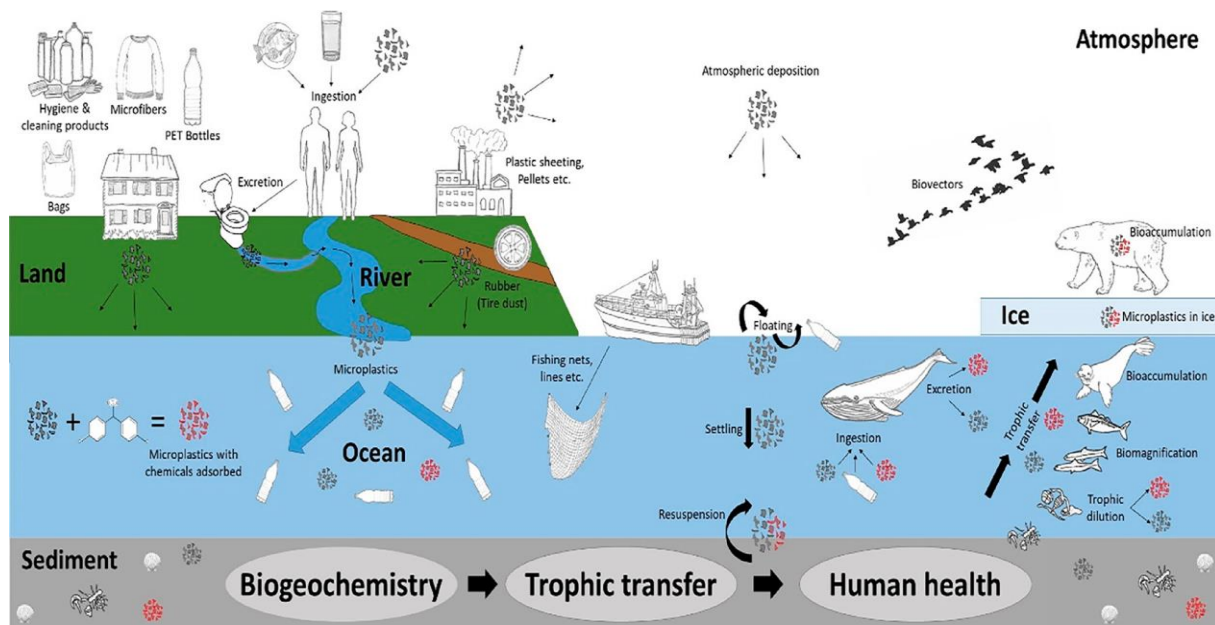 Atmosphere
Hygiene &
cleaning products
Microfibers
PET Bottles
Bags
Ingestion
Excretion
Plastic sheeting,
Pellets etc.
Atmospheric deposition
Biovectors
Bioaccumulation
Land
River
Rubber
(Tire dust)
Ice
Microplastics in ice
Microplastics
Fishing nets,
lines etc.
Floating
Excretion
Bioaccumulation
+
=
Microplastics with
chemicals adsorbed
Ocean
Settling
Ingestion
Trophic
transfer
Biomagnification
Resuspension
Trophic
dilution
Sediment
Biogeochemistry
Trophic transfer
Human health